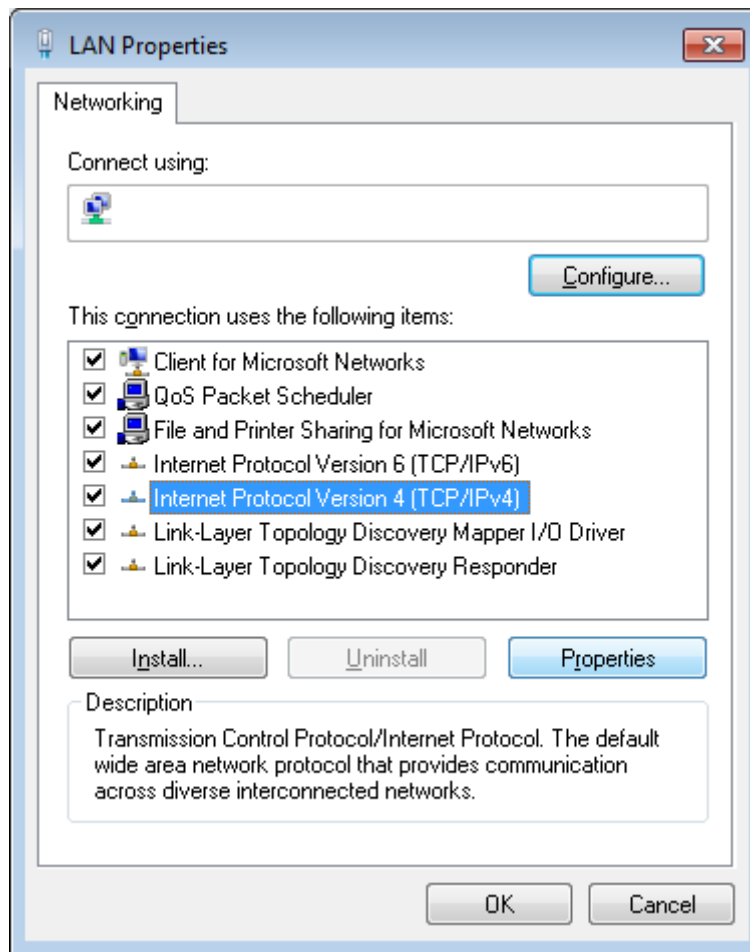 LAN Properties
Networking
Connect using:
Configure...
This connection uses the following items:
Client for Microsoft Networks
QoS Packet Scheduler
File and Printer Sharing for Microsoft Networks
Internet Protocol Version 6 (TCP/IPv6)
Internet Protocol Version 4 (TCP/IPv4)
Link-Layer Topology Discovery Mapper I/O Driver
Link-Layer Topology Discovery Responder
Install... Uninstall Properties
Description
Transmission Control Protocol/Internet Protocol. The default
wide area network protocol that provides communication
across diverse interconnected networks.
OK Cancel